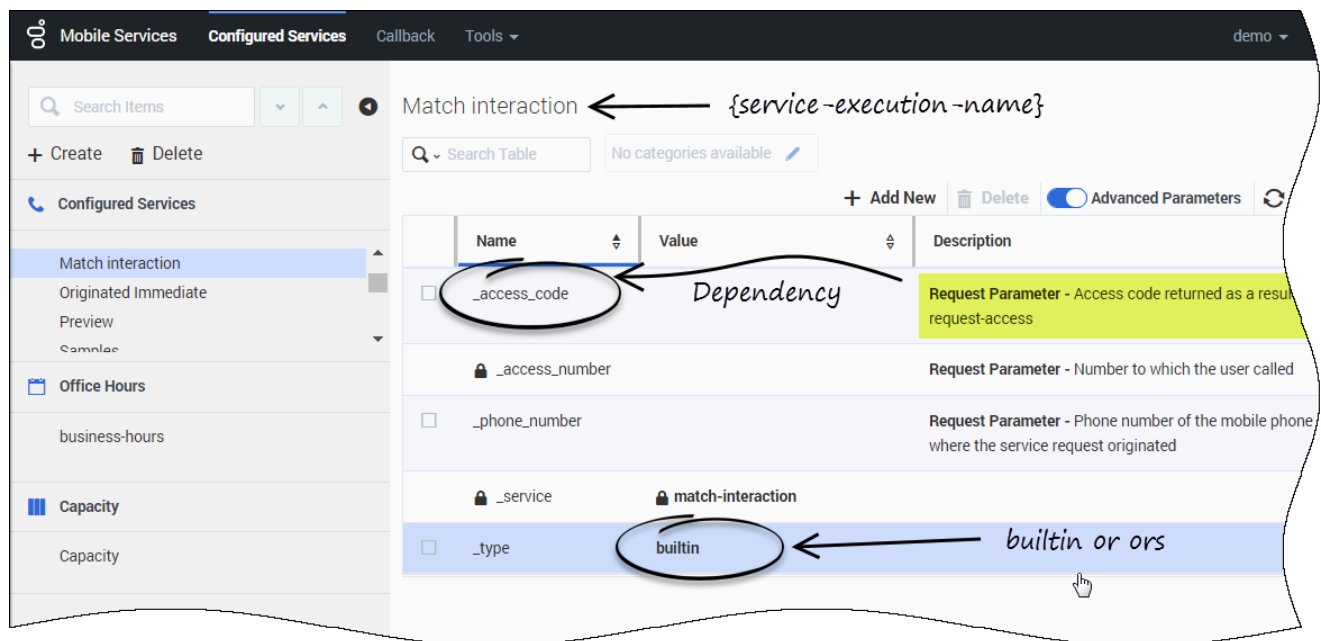 Mobile Services Configured Services Callback Tools demo
Search Items
Create Delete
Configured Services
Match interaction
Originated Immediate
Preview
Samples
Office Hours
business-hours
Capacity
Capacity
Match interaction {service-execution-name}
Search Table No categories available
Add New Delete Advanced Parameters
Name Value Description
_access_code Dependency Request Parameter - Access code returned as a resul
request-access
_access_number Request Parameter - Number to which the user called
_phone_number Request Parameter - Phone number of the mobile phone
where the service request originated
_service match-interaction
_type builtin builtin or ors